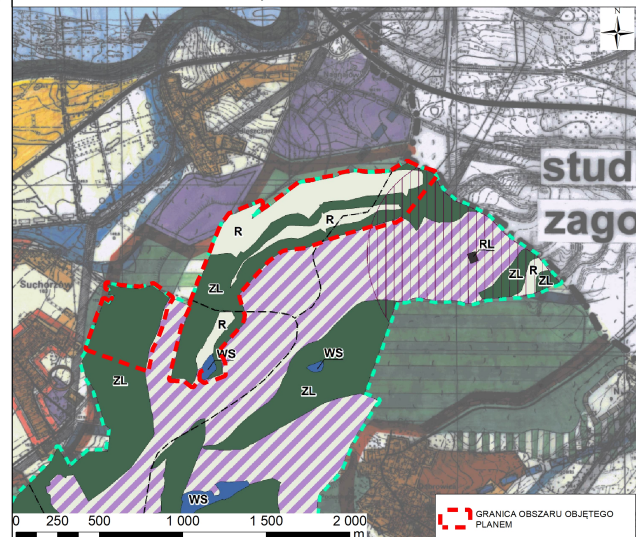 N
stud
zago
R
R
RL
ZL
ZL
R
ZL
Suchorzów
R
WS
WS
ZL
ZL
WS
GRANICA OBSZARU OBJĘTEGO
PLANEM
0 250 500 1 000 1 500 2 000
m